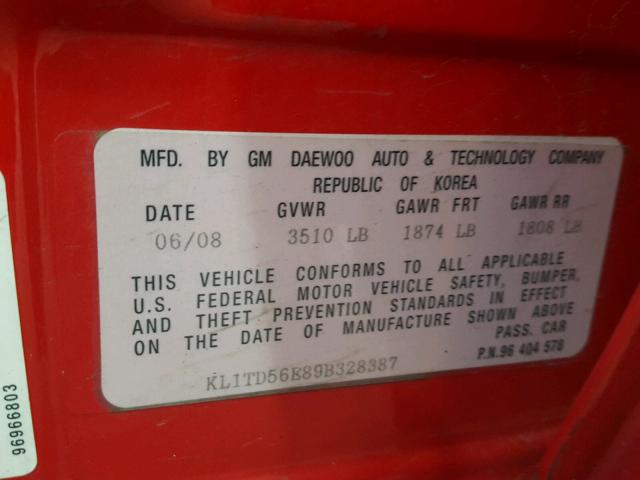 MFD. BY GM DAEWOO AUTO & TECHNOLOGY COMPANY
REPUBLIC OF KOREA
DATE GVWR GAWR FRT GAWR RR
06/08 3510 LB 1874 LB 1808 LB
THIS VEHICLE CONFORMS TO ALL APPLICABLE
U.S. FEDERAL MOTOR VEHICLE SAFETY, BUMPER,
AND THEFT PREVENTION STANDARDS IN EFFECT
ON THE DATE OF MANUFACTURE SHOWN ABOVE
PASS. CAR
P.N.96 404 578
KL1TD56E89B328387
96966803